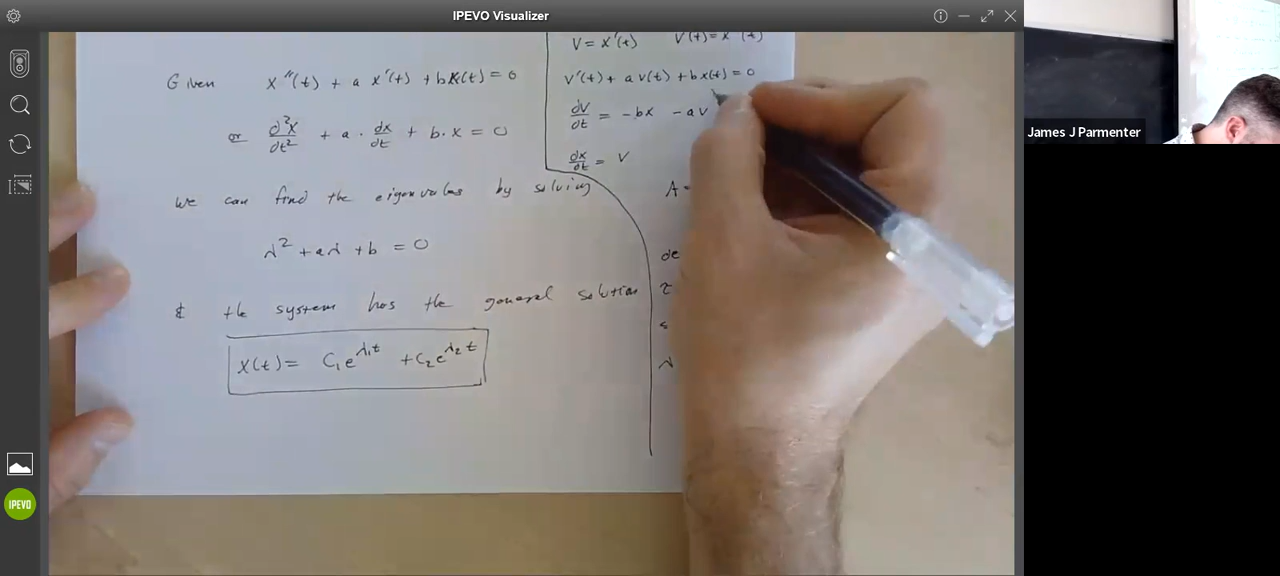 IPEVO Visualizer
James J Parmenter
IPEVO
Given x''(t) + a x'(t) + bx(t) = 0
or d²x/dt² + a · dx/dt + b · x = 0
We can find the eigenvalues by solving
λ² + aλ + b = 0
& the system has the general solution
x(t) = C₁e^λ₁t + C₂e^λ₂t
V = x'(t) V'(t) = x''(t)
v'(t) + a v(t) + b x(t) = 0
dv/dt = -bx - av
dx/dt = v
A =
de
τ
s
λ